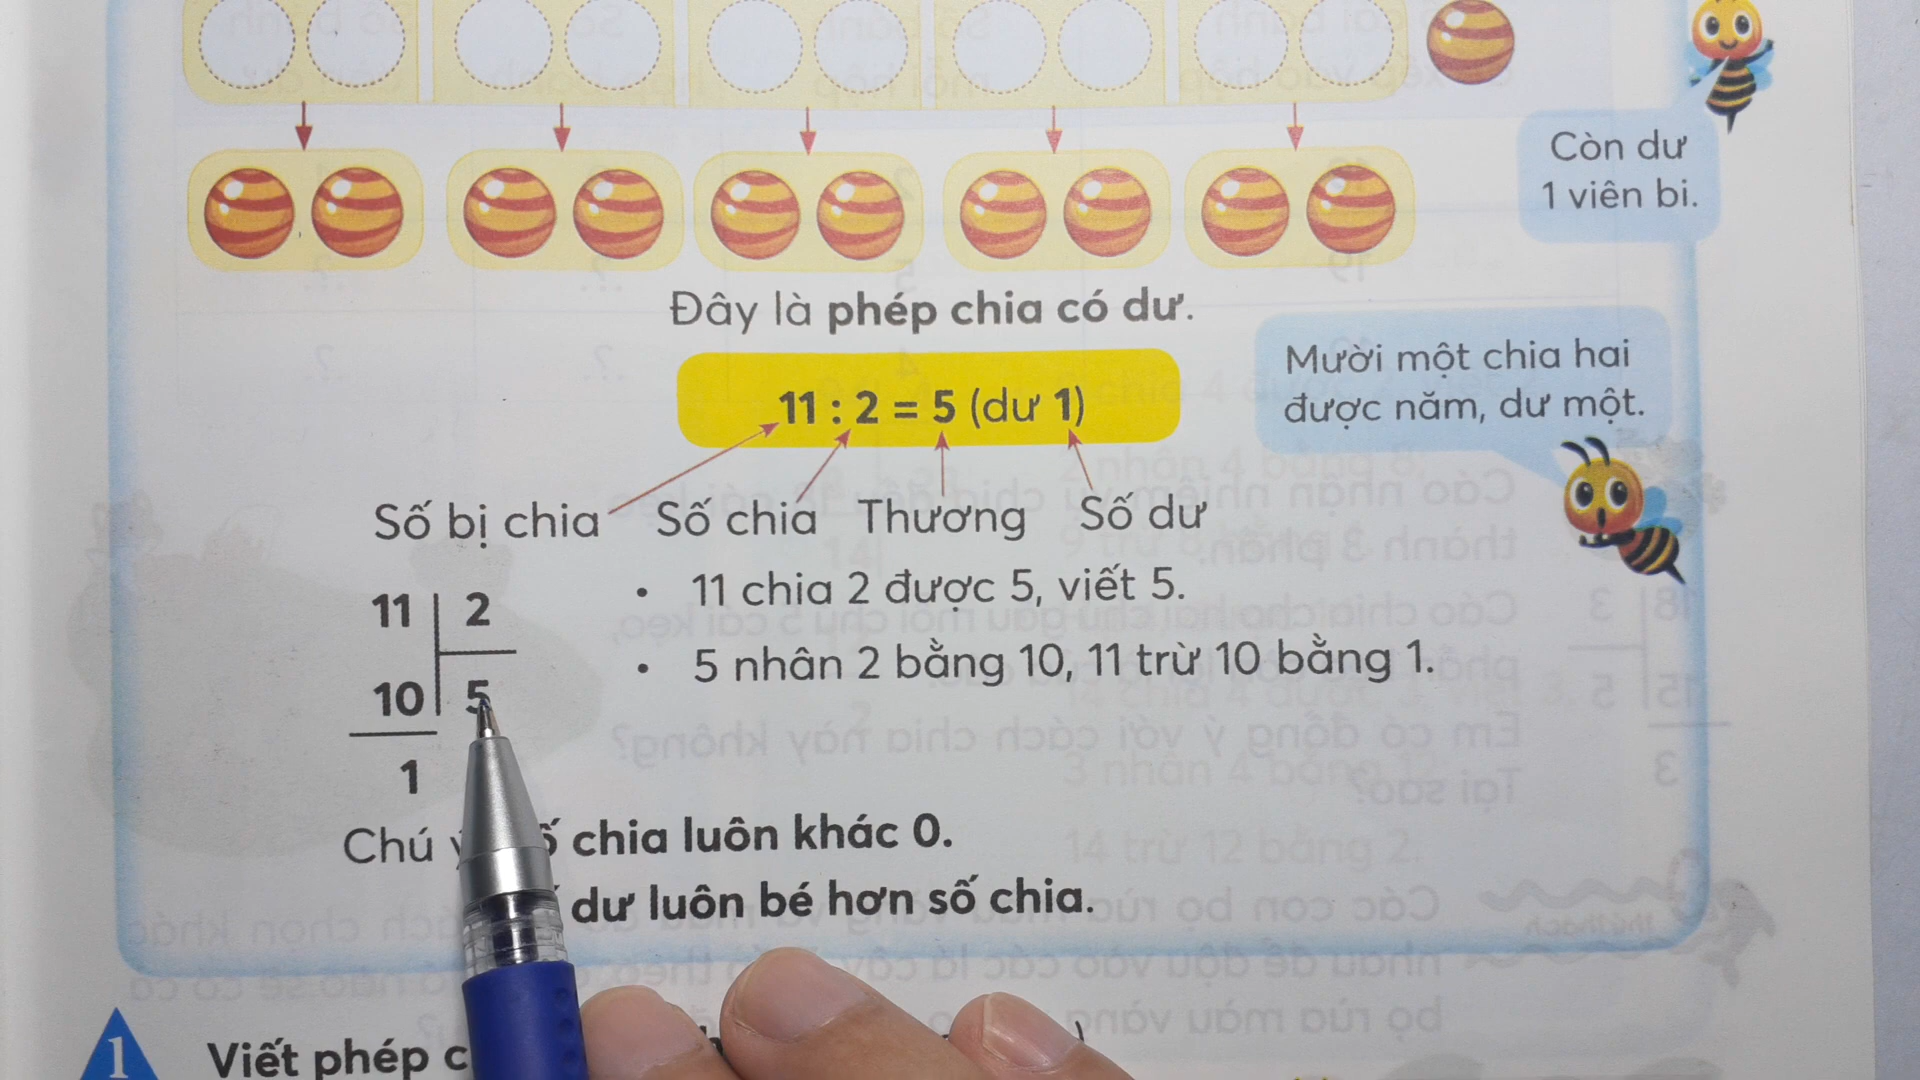 Còn dư
1 viên bi.
Đây là phép chia có dư.
11 : 2 = 5 (dư 1)
Mười một chia hai
được năm, dư một.
Số bị chia Số chia Thương Số dư
11 2
10 5
1
• 11 chia 2 được 5, viết 5.
• 5 nhân 2 bằng 10, 11 trừ 10 bằng 1.
Chú chia luôn khác 0.
dư luôn bé hơn số chia.
1 Viết phép